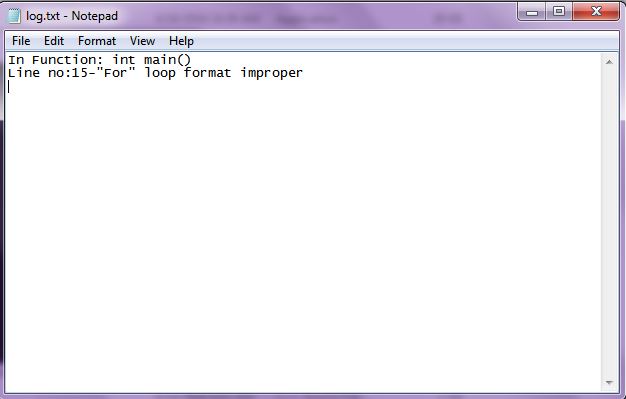 log.txt - Notepad
File Edit Format View Help
In Function: int main()
Line no:15-"For" loop format improper